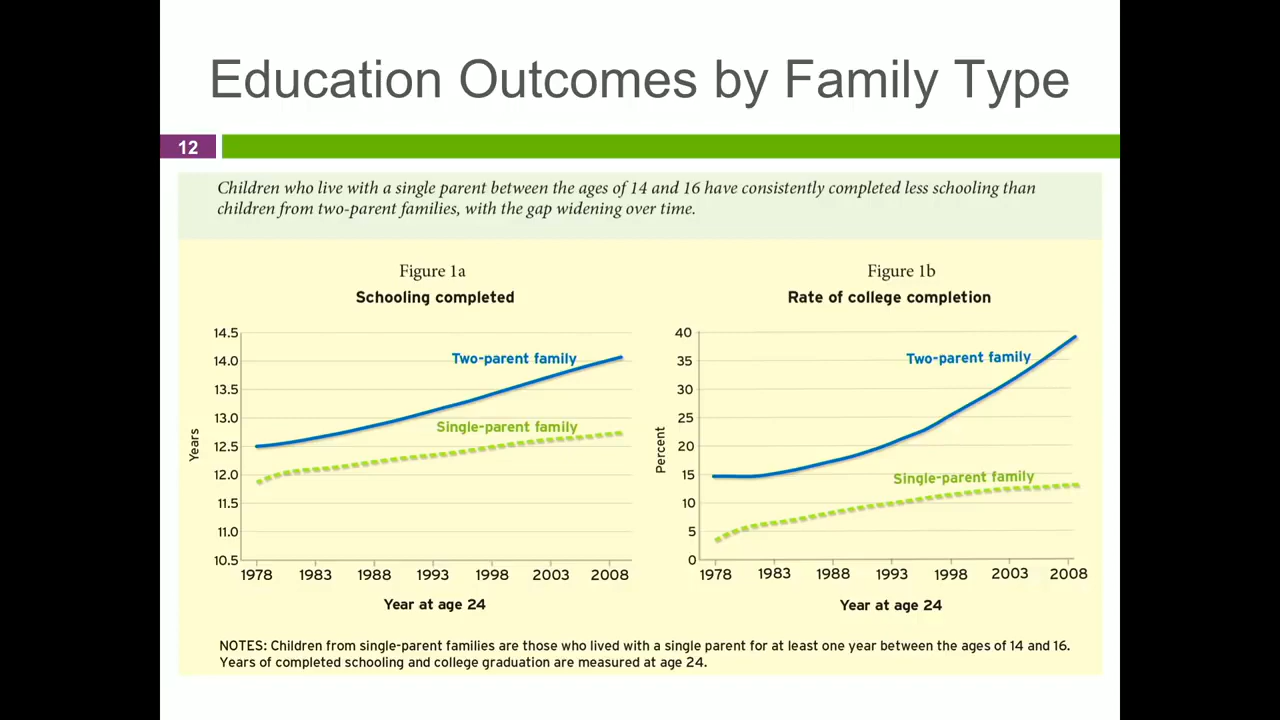 Education Outcomes by Family Type
12
Children who live with a single parent between the ages of 14 and 16 have consistently completed less schooling than
children from two-parent families, with the gap widening over time.
Figure 1a
Schooling completed
14.5
14.0
13.5
13.0
12.5
12.0
11.5
11.0
10.5
Years
Two-parent family
Single-parent family
1978 1983 1988 1993 1998 2003 2008
Year at age 24
Figure 1b
Rate of college completion
40
35
30
25
20
15
10
5
0
Percent
Two-parent family
Single-parent family
1978 1983 1988 1993 1998 2003 2008
Year at age 24
NOTES: Children from single-parent families are those who lived with a single parent for at least one year between the ages of 14 and 16.
Years of completed schooling and college graduation are measured at age 24.